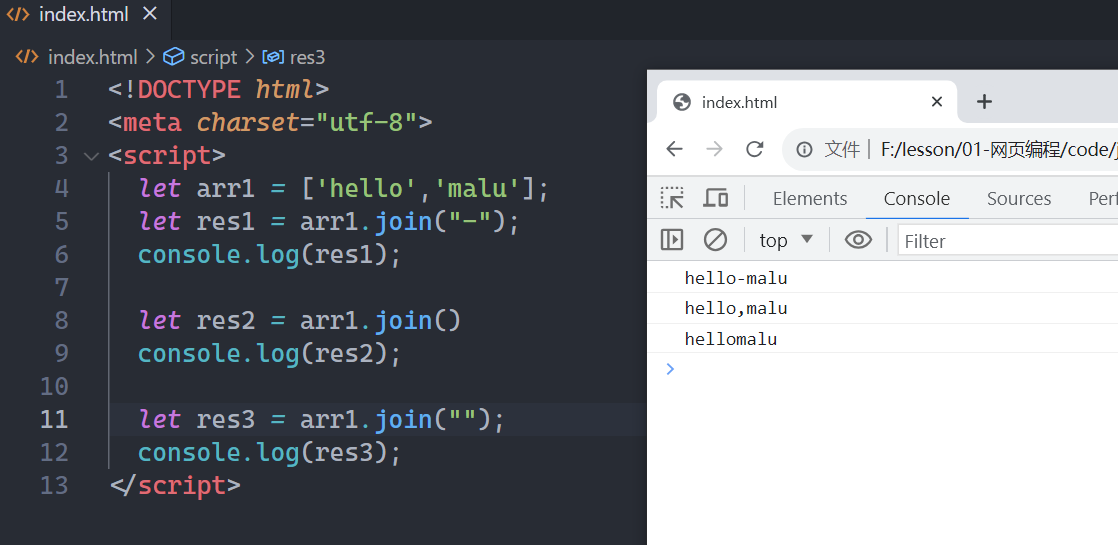 index.html
index.html > script > res3
1 <!DOCTYPE html>
2 <meta charset="utf-8">
3 <script>
4 let arr1 = ['hello','malu'];
5 let res1 = arr1.join("-");
6 console.log(res1);
7
8 let res2 = arr1.join()
9 console.log(res2);
10
11 let res3 = arr1.join("");
12 console.log(res3);
13 </script>
index.html
文件 F:/lesson/01-网页编程/code/
Elements Console Sources
top Filter
hello-malu
hello,malu
hellomalu